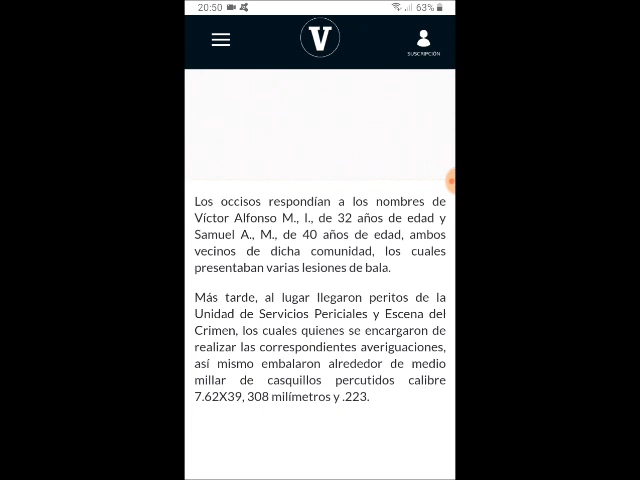 20:50
63%
V
SUSCRIPCIÓN
Los occisos respondían a los nombres de
Víctor Alfonso M., I., de 32 años de edad y
Samuel A., M., de 40 años de edad, ambos
vecinos de dicha comunidad, los cuales
presentaban varias lesiones de bala.
Más tarde, al lugar llegaron peritos de la
Unidad de Servicios Periciales y Escena del
Crimen, los cuales quienes se encargaron de
realizar las correspondientes averiguaciones,
así mismo embalaron alrededor de medio
millar de casquillos percutidos calibre
7.62X39, 308 milímetros y .223.